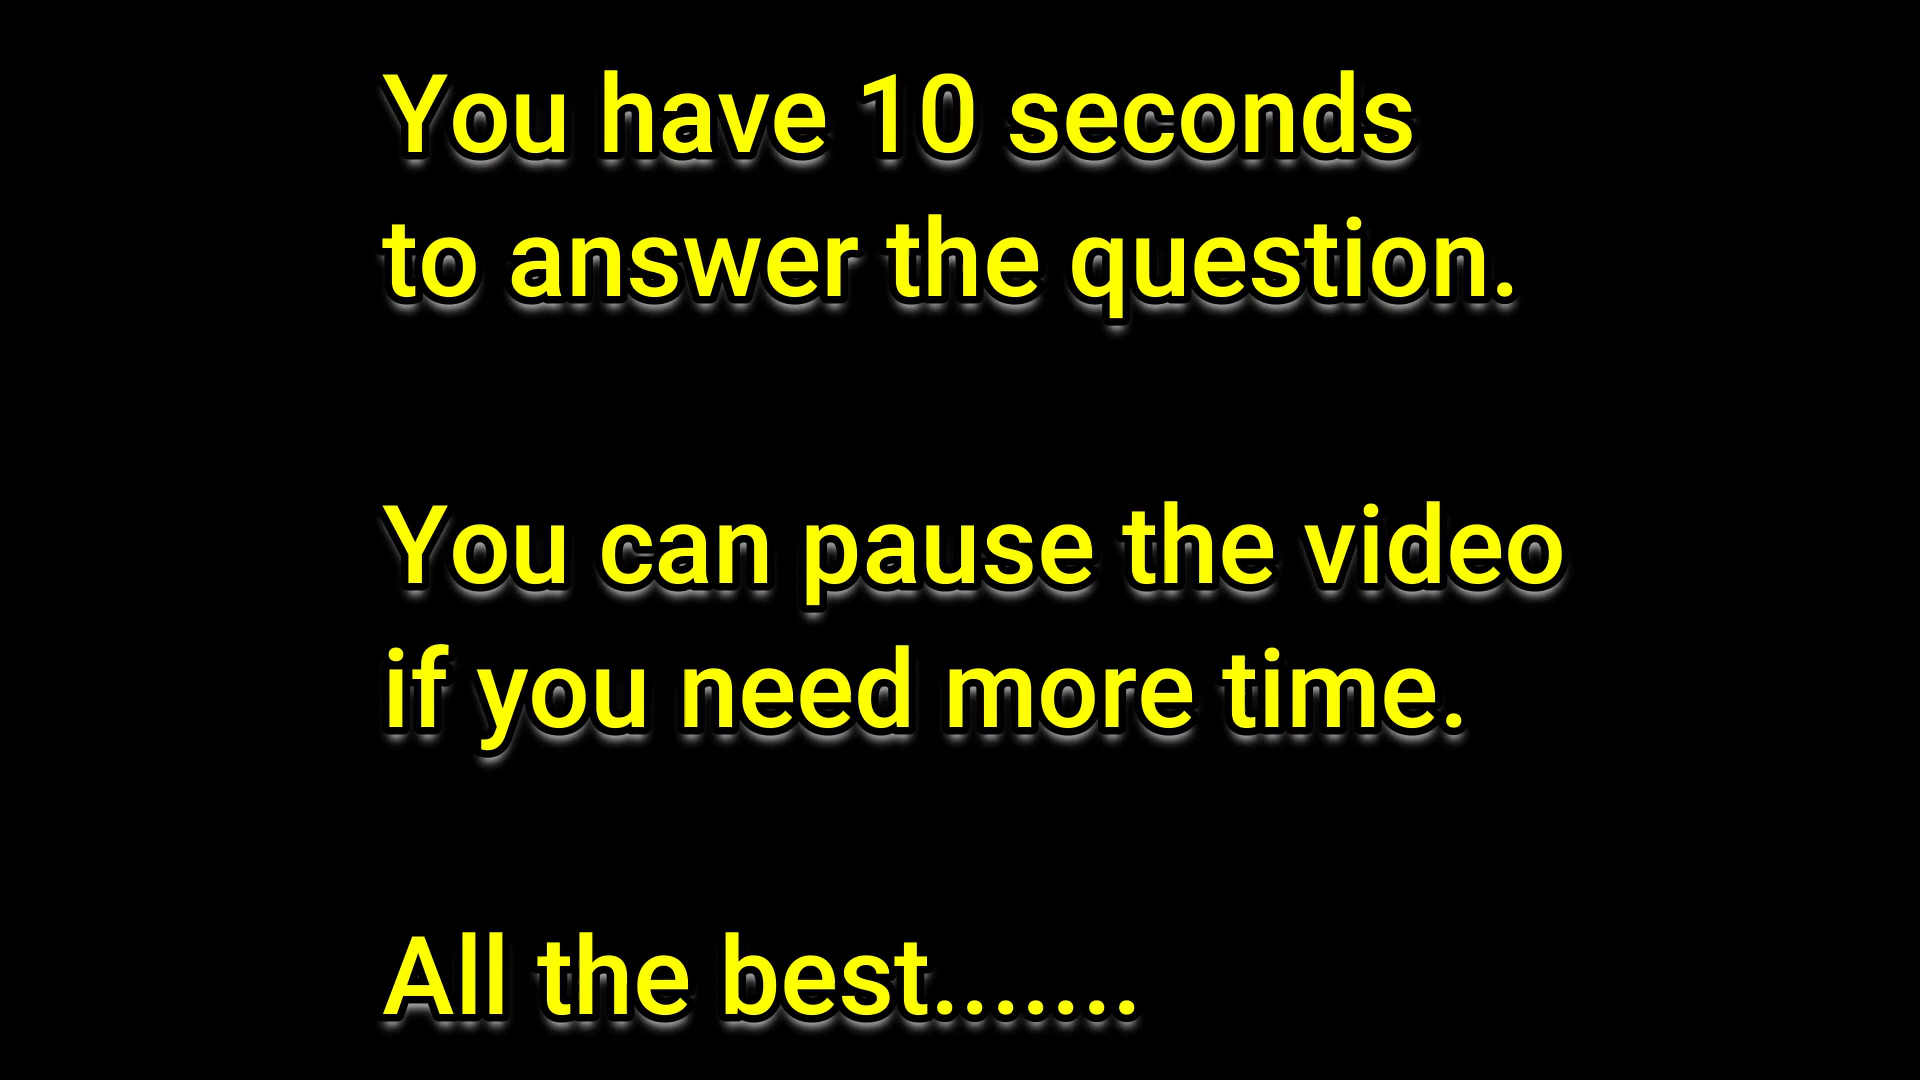 You have 10 seconds
to answer the question.
You can pause the video
if you need more time.
All the best.......